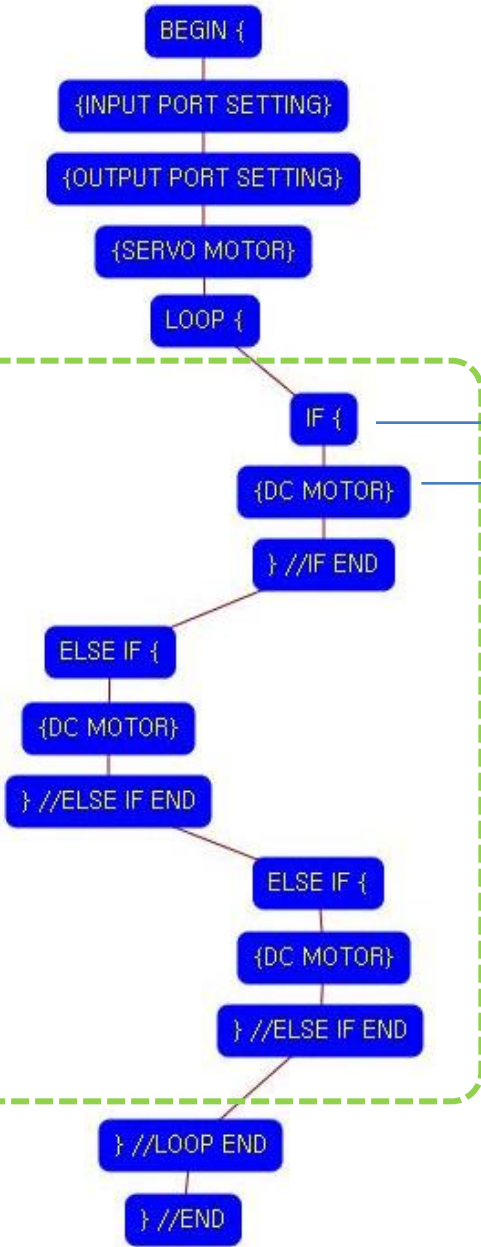 BEGIN {
{INPUT PORT SETTING}
{OUTPUT PORT SETTING}
{SERVO MOTOR}
LOOP {
IF {
{DC MOTOR}
} //IF END
ELSE IF {
{DC MOTOR}
} //ELSE IF END
ELSE IF {
{DC MOTOR}
} //ELSE IF END
} //LOOP END
} //END